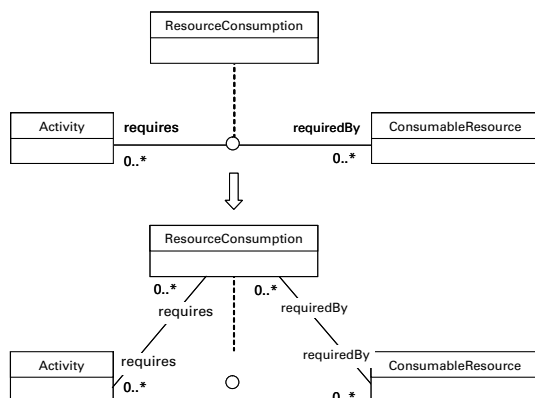 ResourceConsumption
Activity
requires
requiredBy
ConsumableResource
0..*
0..*
ResourceConsumption
0..*
0..*
requires
requiredBy
Activity
requires
requiredBy
ConsumableResource
0..*
0..*